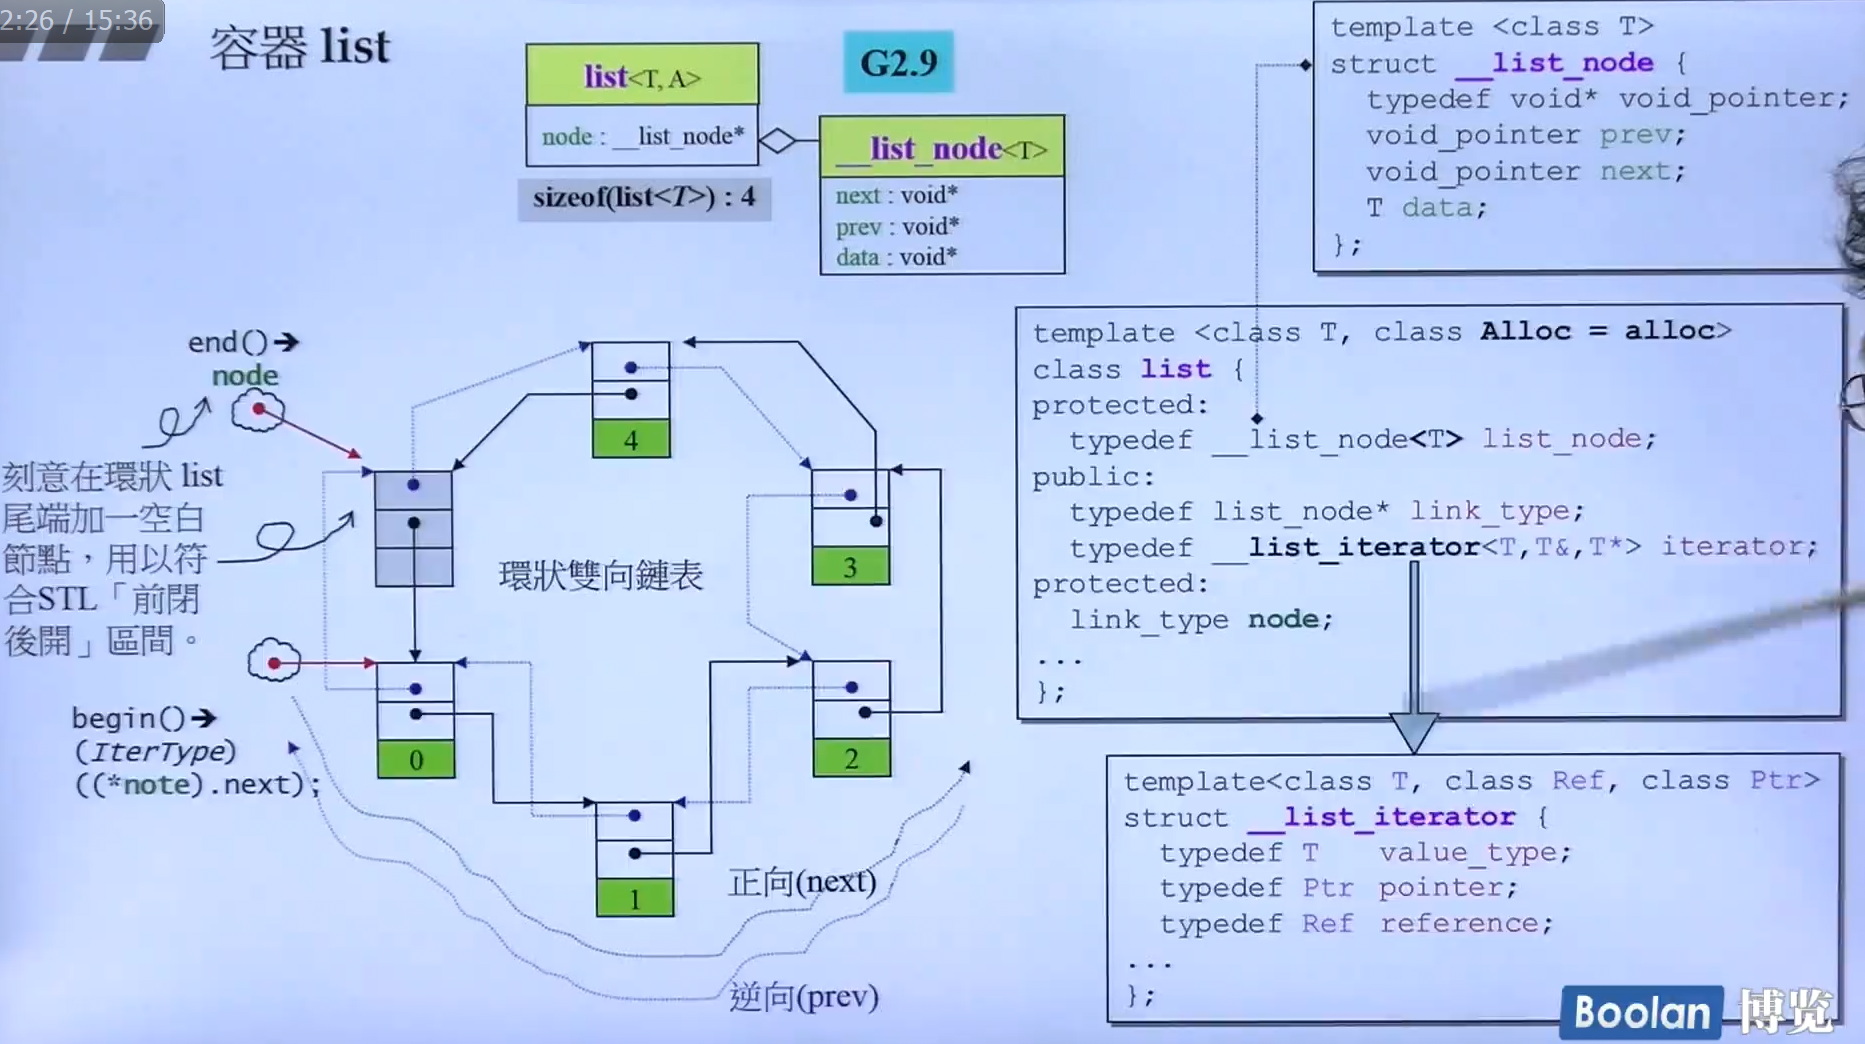 2:26 / 15:36
容器 list
G2.9
list<T, A>
node : __list_node*
sizeof(list<T>) : 4
__list_node<T>
next : void*
prev : void*
data : void*
template <class T>
struct __list_node {
typedef void* void_pointer;
void_pointer prev;
void_pointer next;
T data;
};
end()→
node
刻意在環狀 list
尾端加一空白
節點，用以符
合STL「前閉
後開」區間。
begin()→
(IterType)
((*note).next);
環狀雙向鏈表
4
3
2
1
0
正向(next)
逆向(prev)
template <class T, class Alloc = alloc>
class list {
protected:
typedef __list_node<T> list_node;
public:
typedef list_node* link_type;
typedef __list_iterator<T,T&,T*> iterator;
protected:
link_type node;
...
};
template<class T, class Ref, class Ptr>
struct __list_iterator {
typedef T value_type;
typedef Ptr pointer;
typedef Ref reference;
...
};
Boolan 博览